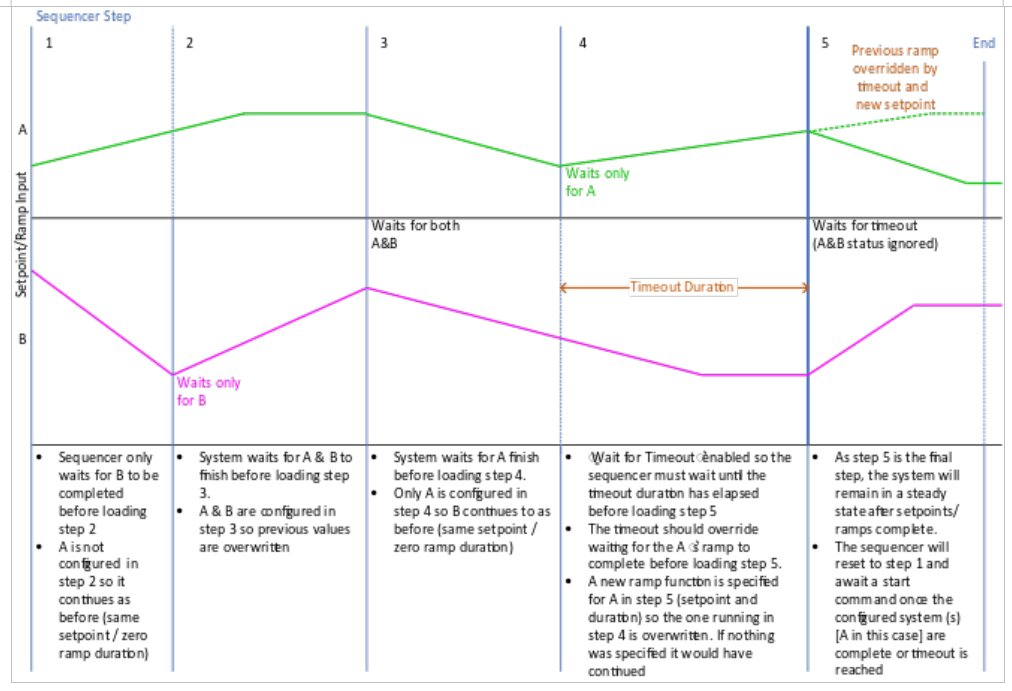 Sequencer Step
1
2
3
4
5
End
Previous ramp
overridden by
timeout and
new setpoint
A
Setpoint/Ramp Input
Waits only
for A
Waits for both
A&B
Waits for timeout
(A&B status ignored)
Timeout Duration
B
Waits only
for B
• Sequencer only
waits for B to be
completed
before loading
step 2
• A is not
configured in
step 2 so it
continues as
before (same
setpoint / zero
ramp duration)
• System waits for A & B to
finish before loading step
3.
• A & B are configured in
step 3 so previous values
are overwritten
• System waits for A finish
before loading step 4.
• Only A is configured in
step 4 so B continues to as
before (same setpoint /
zero ramp duration)
• Wait for Timeout enabled so the
sequencer must wait until the
timeout duration has elapsed
before loading step 5
• The timeout should override
waiting for the A ramp to
complete before loading step 5.
• A new ramp function is specified
for A in step 5 (setpoint and
duration) so the one running in
step 4 is overwritten. If nothing
was specified it would have
continued
• As step 5 is the final
step, the system will
remain in a steady
state after setpoints/
ramps complete.
• The sequencer will
reset to step 1 and
await a start
command once the
configured system (s)
[A in this case] are
complete or timeout is
reached